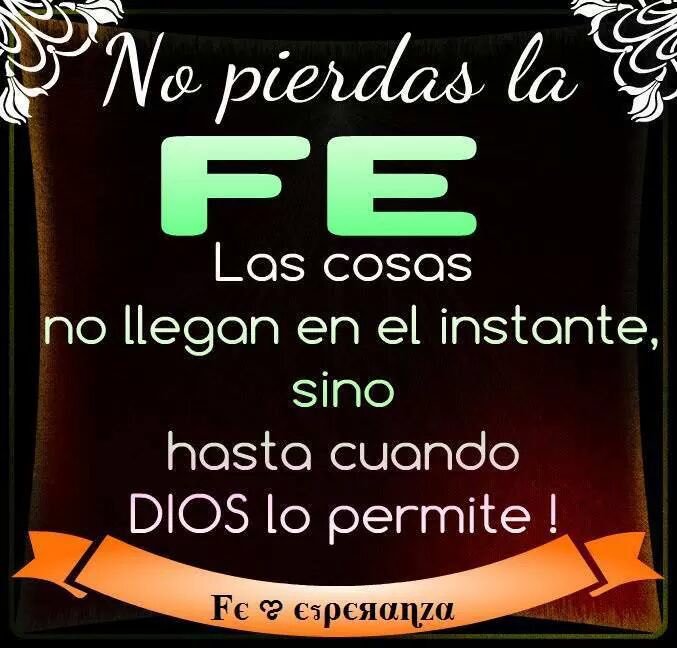 No pierdas la
FE
Las cosas
no llegan en el instante,
sino
hasta cuando
DIOS lo permite !
Fe ღ esperanza